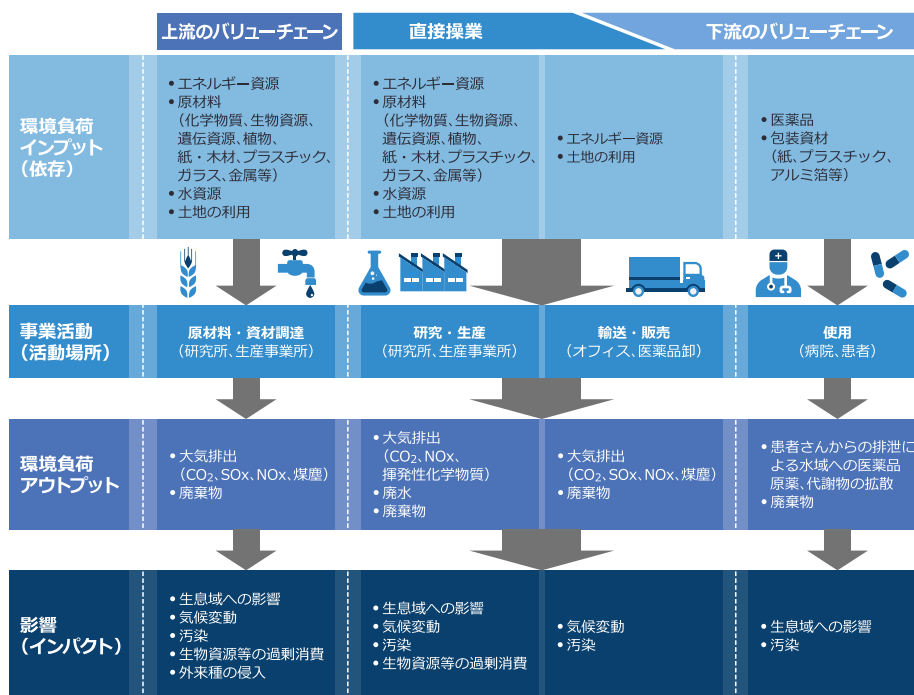 上流のバリューチェーン
直接操業
下流のバリューチェーン
環境負荷
インプット
（依存）
• エネルギー資源
• 原材料
（化学物質、生物資源、
遺伝資源、植物、
紙・木材、プラスチック、
ガラス、金属等）
• 水資源
• 土地の利用
• エネルギー資源
• 原材料
（化学物質、生物資源、
遺伝資源、植物、
紙・木材、プラスチック、
ガラス、金属等）
• 水資源
• 土地の利用
• エネルギー資源
• 土地の利用
• 医薬品
• 包装資材
（紙、プラスチック、
アルミ箔等）
事業活動
（活動場所）
原材料・資材調達
（研究所、生産事業所）
研究・生産
（研究所、生産事業所）
輸送・販売
（オフィス、医薬品卸）
使用
（病院、患者）
環境負荷
アウトプット
• 大気排出
（CO₂、SOx、NOx、煤塵）
• 廃棄物
• 大気排出
（CO₂、NOx、
揮発性化学物質）
• 廃水
• 廃棄物
• 大気排出
（CO₂、SOx、NOx、煤塵）
• 廃棄物
• 患者さんからの排泄に
よる水域への医薬品
原薬、代謝物の拡散
• 廃棄物
影響
（インパクト）
• 生息域への影響
• 気候変動
• 汚染
• 生物資源等の過剰消費
• 外来種の侵入
• 生息域への影響
• 気候変動
• 汚染
• 生物資源等の過剰消費
• 気候変動
• 汚染
• 生息域への影響
• 汚染